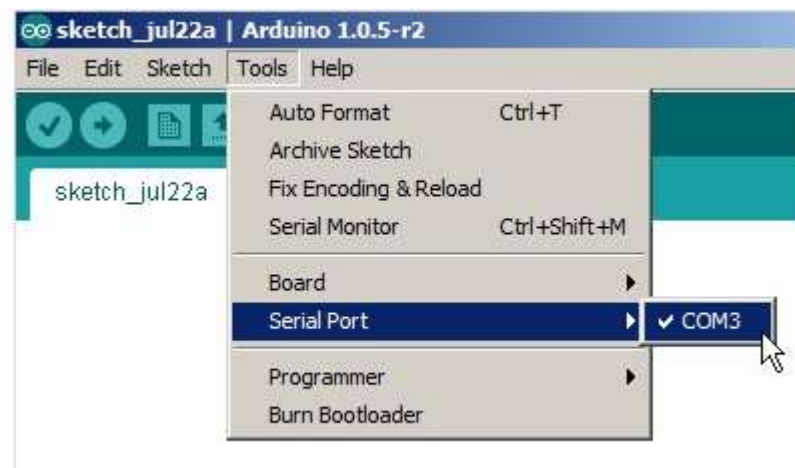 sketch_jul22a | Arduino 1.0.5-r2
File Edit Sketch Tools Help
Auto Format Ctrl+T
Archive Sketch
sketch_jul22a Fix Encoding & Reload
Serial Monitor Ctrl+Shift+M
Board
Serial Port COM3
Programmer
Burn Bootloader